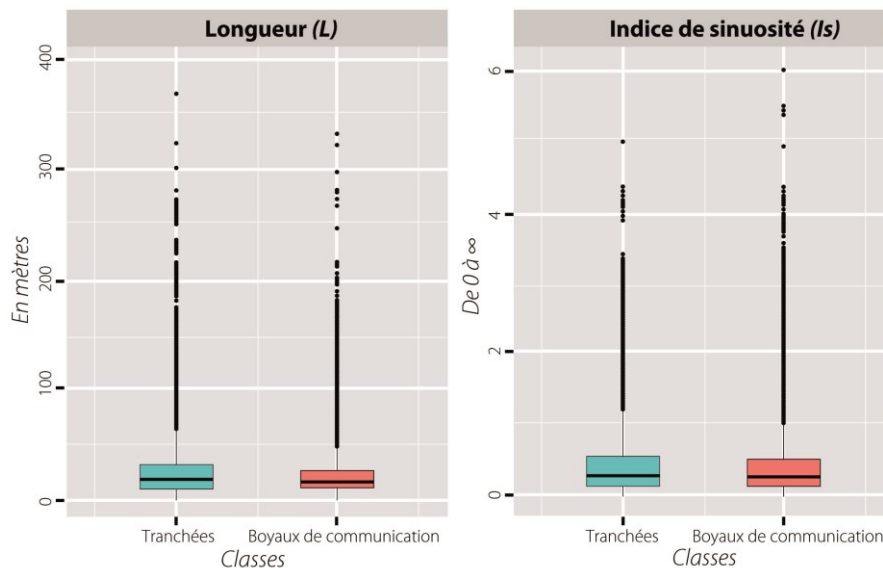 Longueur (L)
400
300
200
100
0
En mètres
Tranchées
Boyaux de communication
Classes
Indice de sinuosité (Is)
6
4
2
0
De 0 à ∞
Tranchées
Boyaux de communication
Classes